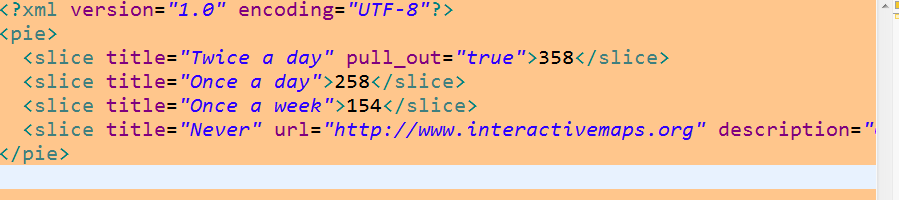 <?xml version="1.0" encoding="UTF-8"?>
<pie>
  <slice title="Twice a day" pull_out="true">358</slice>
  <slice title="Once a day">258</slice>
  <slice title="Once a week">154</slice>
  <slice title="Never" url="http://www.interactivemaps.org" description="
</pie>